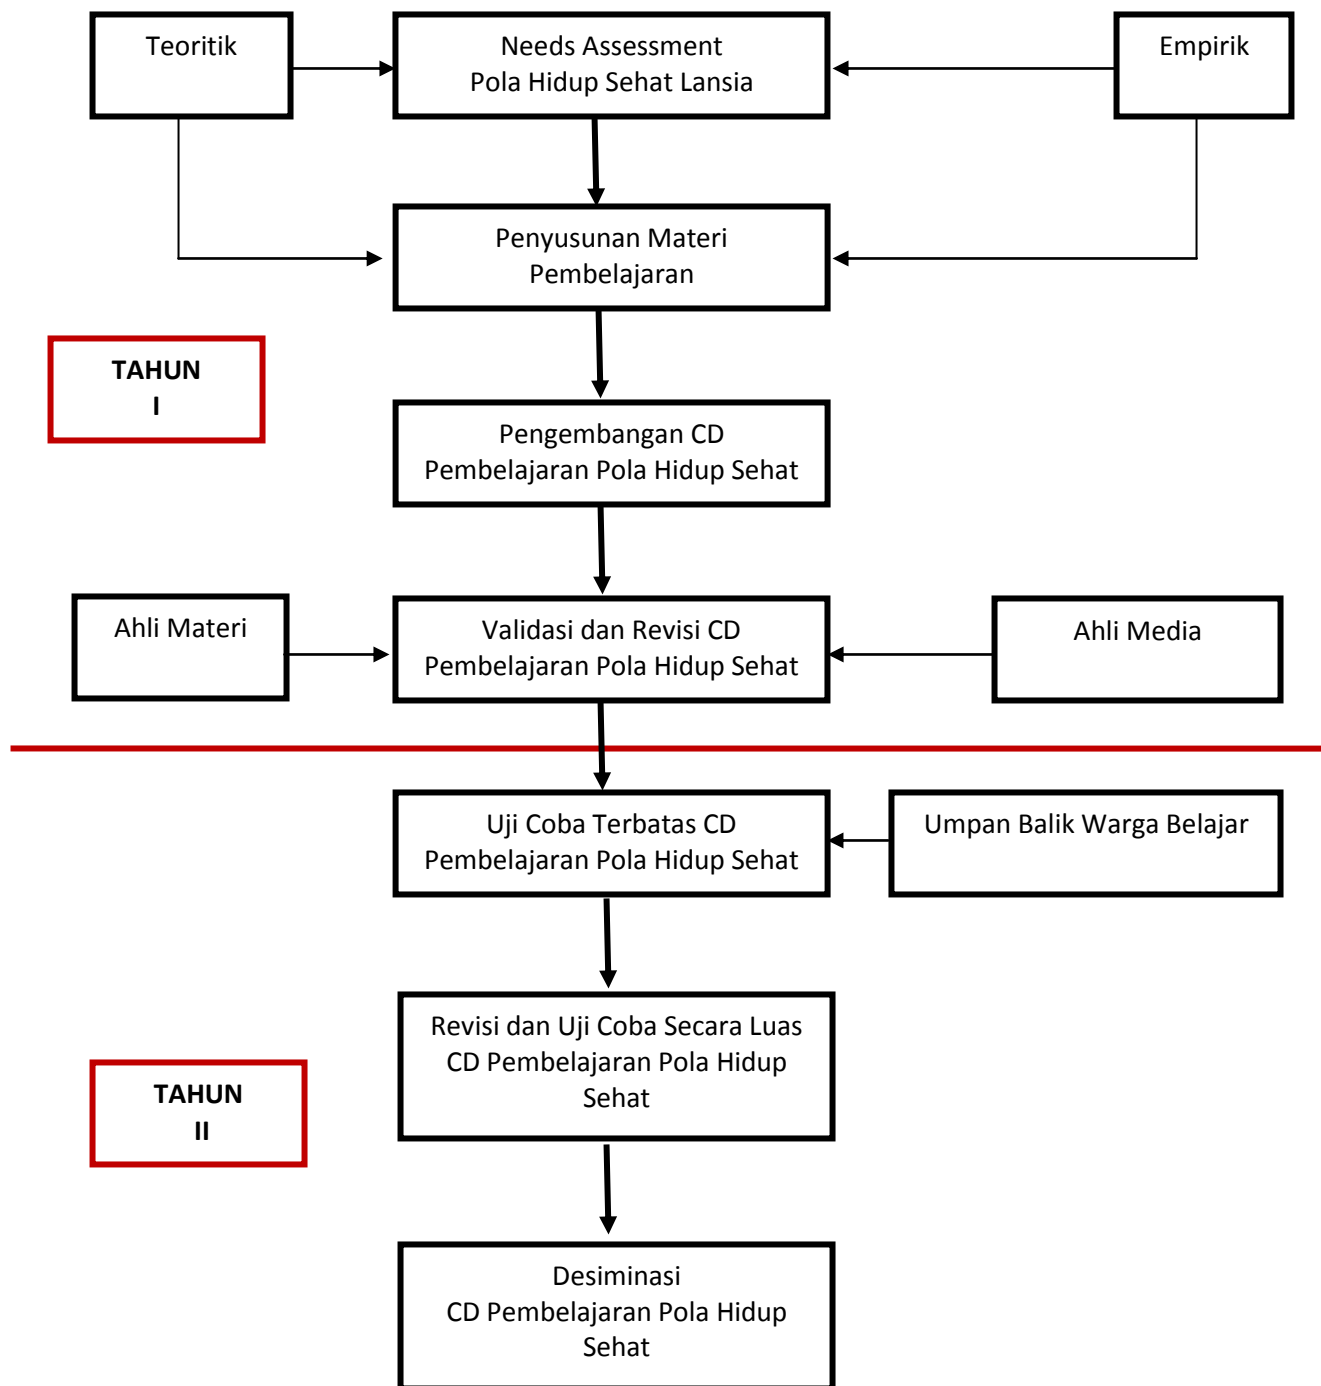 Teoritik
Needs Assessment
Pola Hidup Sehat Lansia
Empirik
Penyusunan Materi
Pembelajaran
TAHUN
I
Pengembangan CD
Pembelajaran Pola Hidup Sehat
Ahli Materi
Validasi dan Revisi CD
Pembelajaran Pola Hidup Sehat
Ahli Media
Uji Coba Terbatas CD
Pembelajaran Pola Hidup Sehat
Umpan Balik Warga Belajar
Revisi dan Uji Coba Secara Luas
CD Pembelajaran Pola Hidup
Sehat
TAHUN
II
Desiminasi
CD Pembelajaran Pola Hidup
Sehat